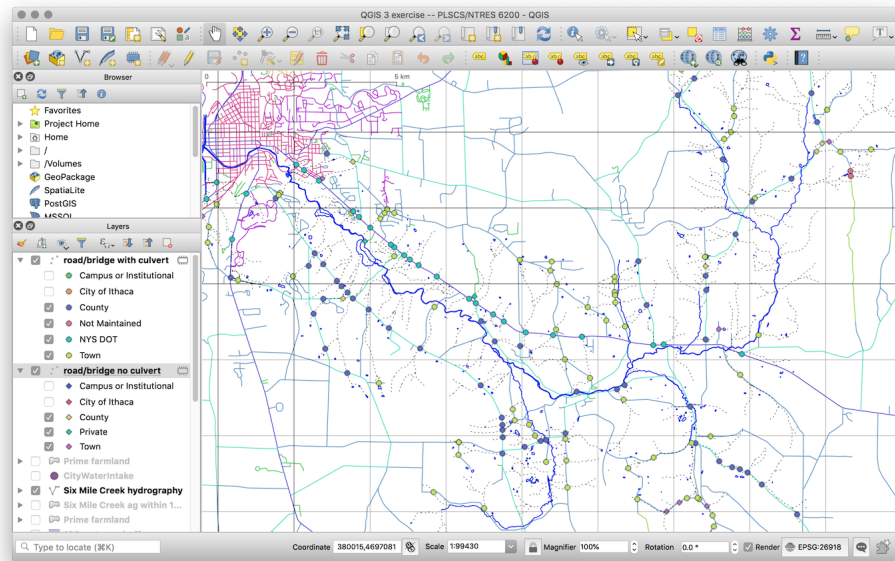 QGIS 3 exercise -- PLSCS/NTRES 6200 - QGIS
Browser
Favorites
Project Home
Home
/
/Volumes
GeoPackage
SpatiaLite
PostGIS
MSSQL
Layers
road/bridge with culvert
Campus or Institutional
City of Ithaca
County
Not Maintained
NYS DOT
Town
road/bridge no culvert
Campus or Institutional
City of Ithaca
County
Private
Town
Prime farmland
CityWaterIntake
Six Mile Creek hydrography
Six Mile Creek ag within 1...
Prime farmland
0 5 km
Type to locate (⌘K)
Coordinate 380015,4697081 Scale 1:99430 Magnifier 100% Rotation 0.0 ° Render EPSG:26918